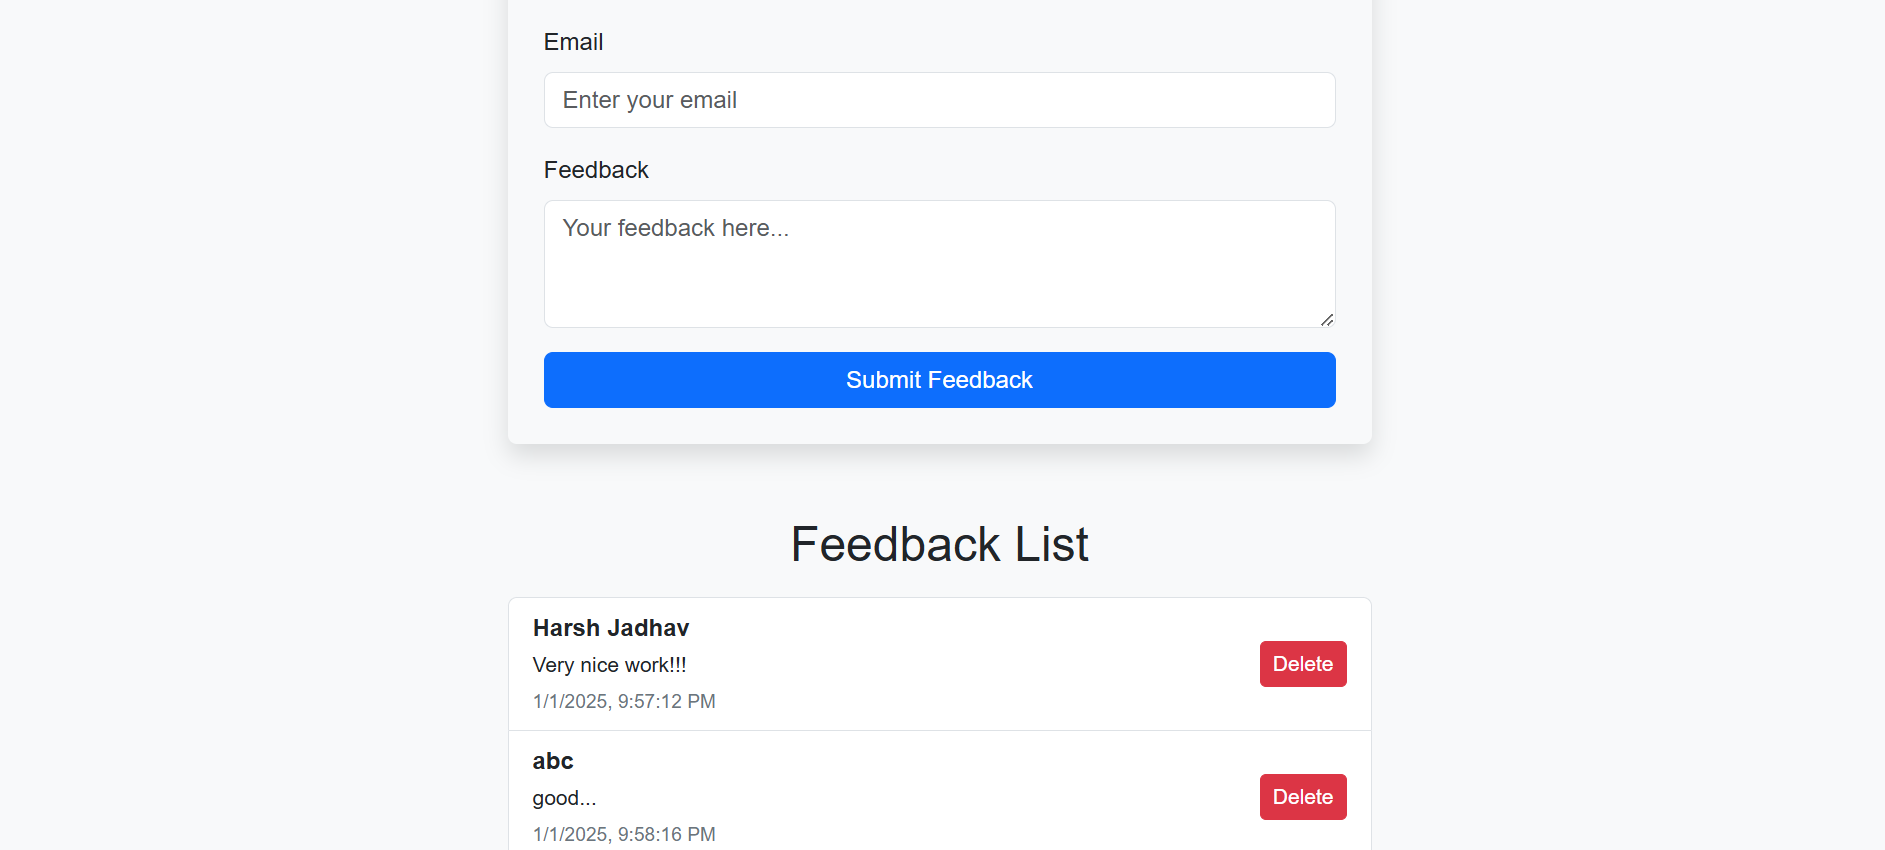 Email
Enter your email
Feedback
Your feedback here...
Submit Feedback
Feedback List
Harsh Jadhav
Very nice work!!!
Delete
1/1/2025, 9:57:12 PM
abc
good...
Delete
1/1/2025, 9:58:16 PM